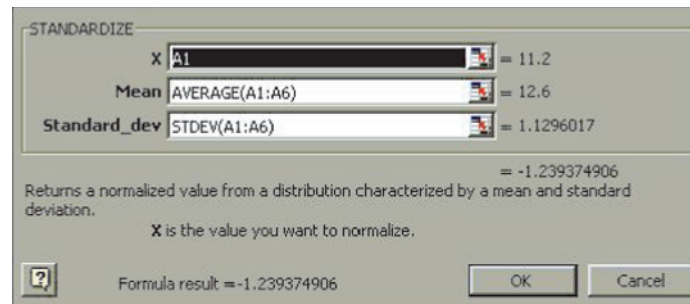 STANDARDIZE
X A1 = 11.2
Mean AVERAGE(A1:A6) = 12.6
Standard_dev STDEV(A1:A6) = 1.1296017
= -1.239374906
Returns a normalized value from a distribution characterized by a mean and standard
deviation.
X is the value you want to normalize.
? Formula result =-1.239374906 OK Cancel